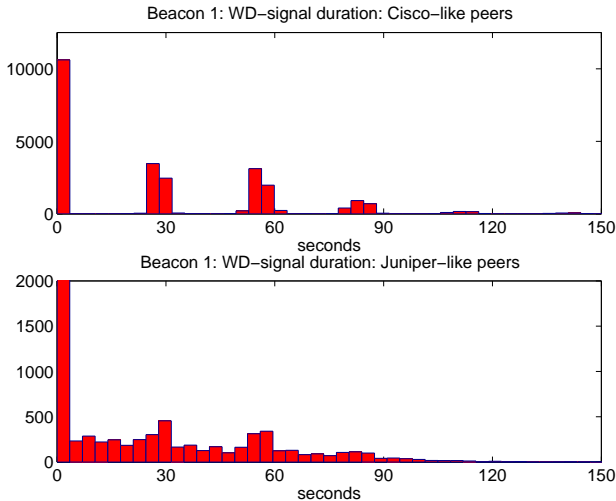 Beacon 1: WD−signal duration: Cisco−like peers
10000
5000
0
0 30 60 90 120 150
seconds
Beacon 1: WD−signal duration: Juniper−like peers
2000
1500
1000
500
0
0 30 60 90 120 150
seconds